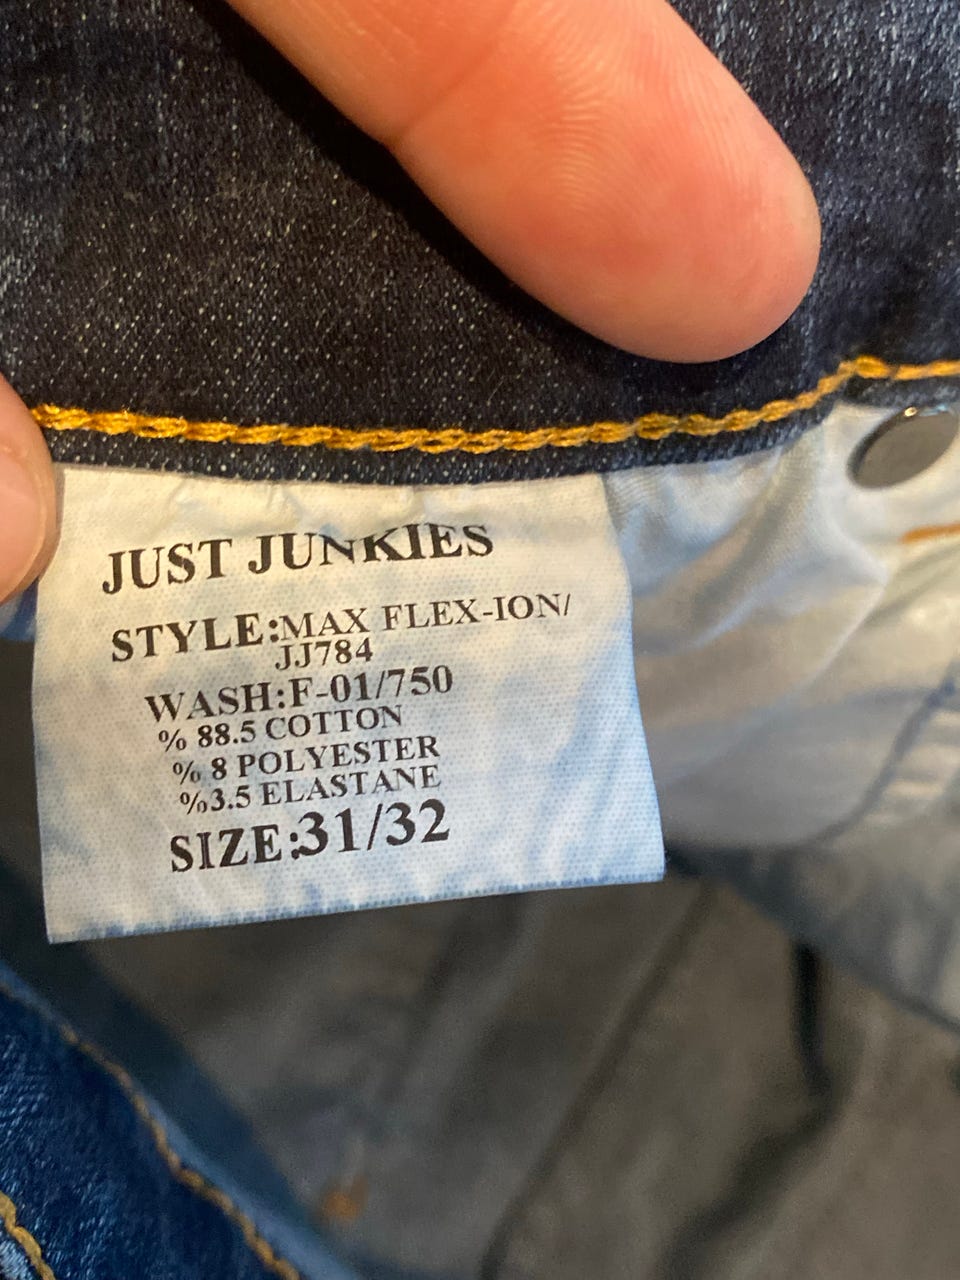 JUST JUNKIES
STYLE:MAX FLEX-ION/
JJ784
WASH:F-01/750
% 88.5 COTTON
% 8 POLYESTER
%3.5 ELASTANE
SIZE:31/32